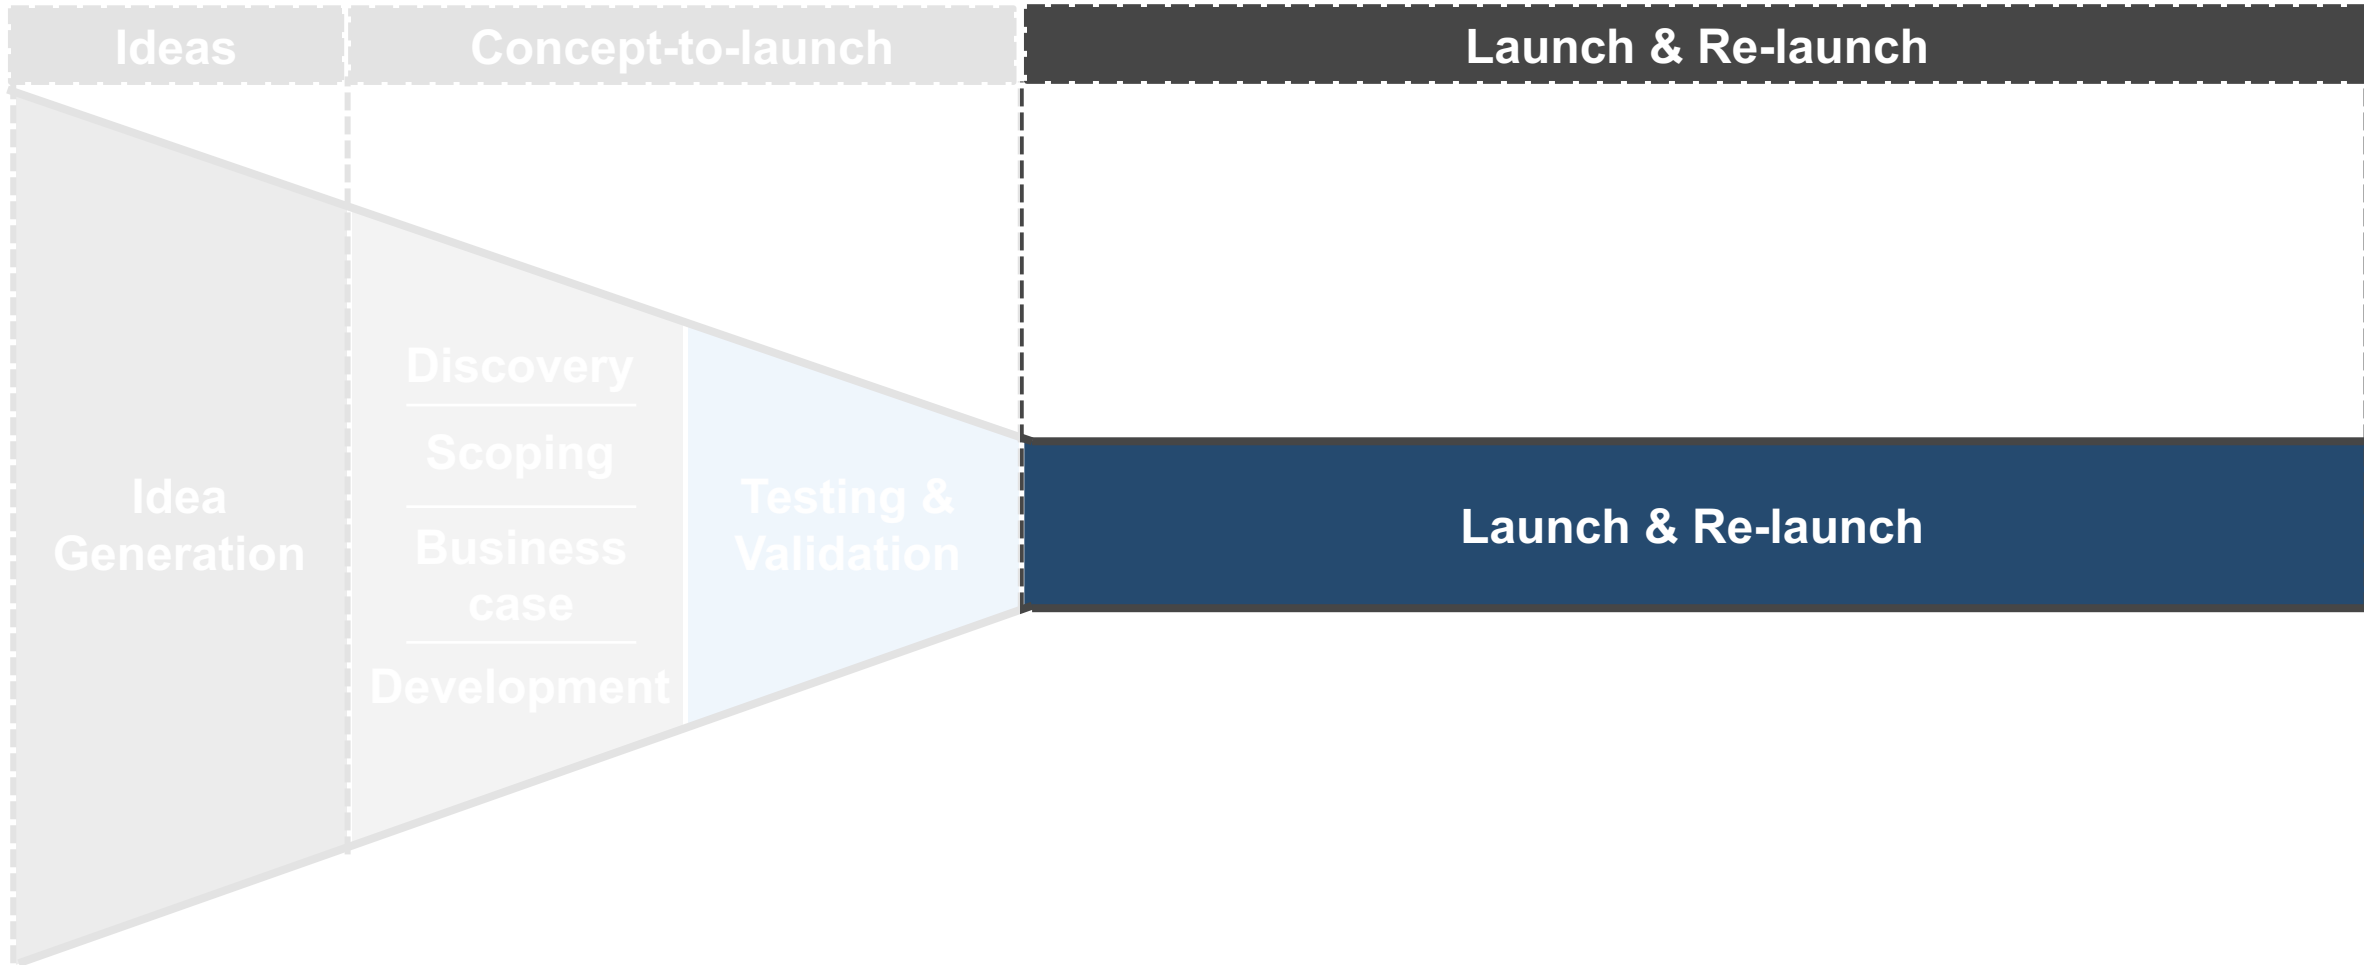 Ideas
Concept-to-launch
Launch & Re-launch
Idea
Generation
Discovery
Scoping
Business
case
Development
Testing &
Validation
Launch & Re-launch